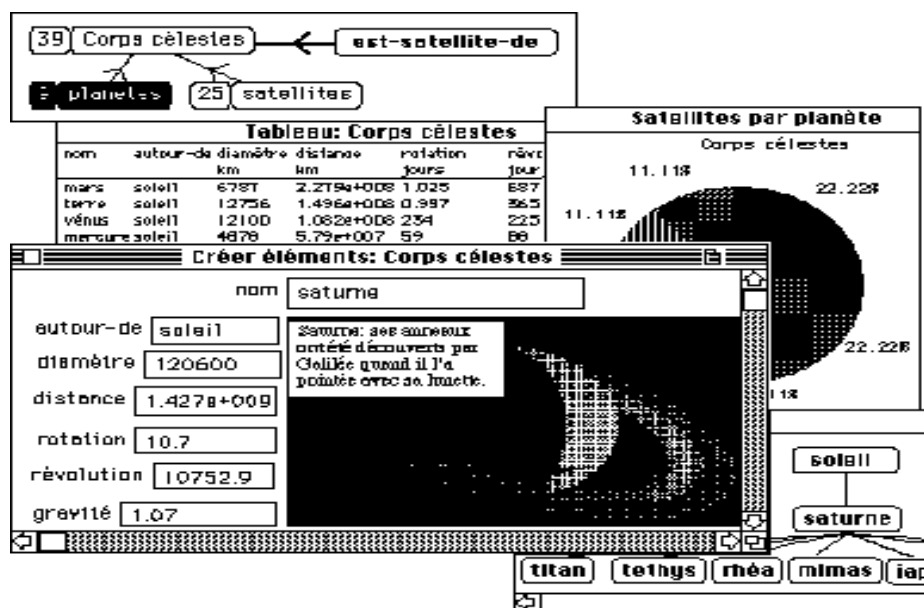 39 Corps célestes est-satellite-de
planetes 25 satellites
Tableau: Corps célestes
nom autour-de diamètre distance rotation révo
km km jours jour
mars soleil 6787 2.279e+008 1.025 687
terre soleil 12756 1.496e+008 0.997 365
vénus soleil 12100 1.082e+008 234 225
mercure soleil 4878 5.79e+007 59 88
Satellites par planète
Corps célestes
11.11%
22.22%
11.11%
22.22%
11%
Créer éléments: Corps célestes
nom saturne
autour-de soleil
diamètre 120600
distance 1.427e+009
rotation 10.7
révolution 10752.9
gravité 1.07
Saturne: ses anneaux
ont été découverts par
Galilée quand il l'a
pointée avec sa lunette.
soleil
saturne
titan tethys rhéa mimas iap